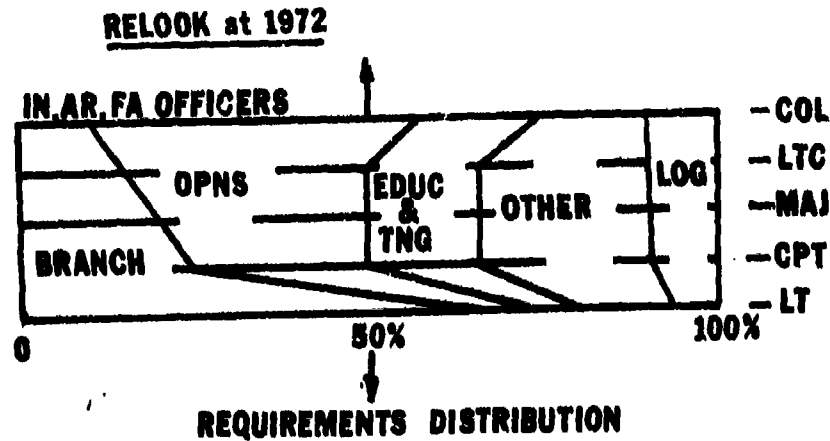 RELOOK at 1972
IN, AR, FA OFFICERS
COL
LTC
OPNS
EDUC
&
TNG
OTHER
LOG
MAJ
BRANCH
CPT
LT
0
50%
100%
REQUIREMENTS DISTRIBUTION